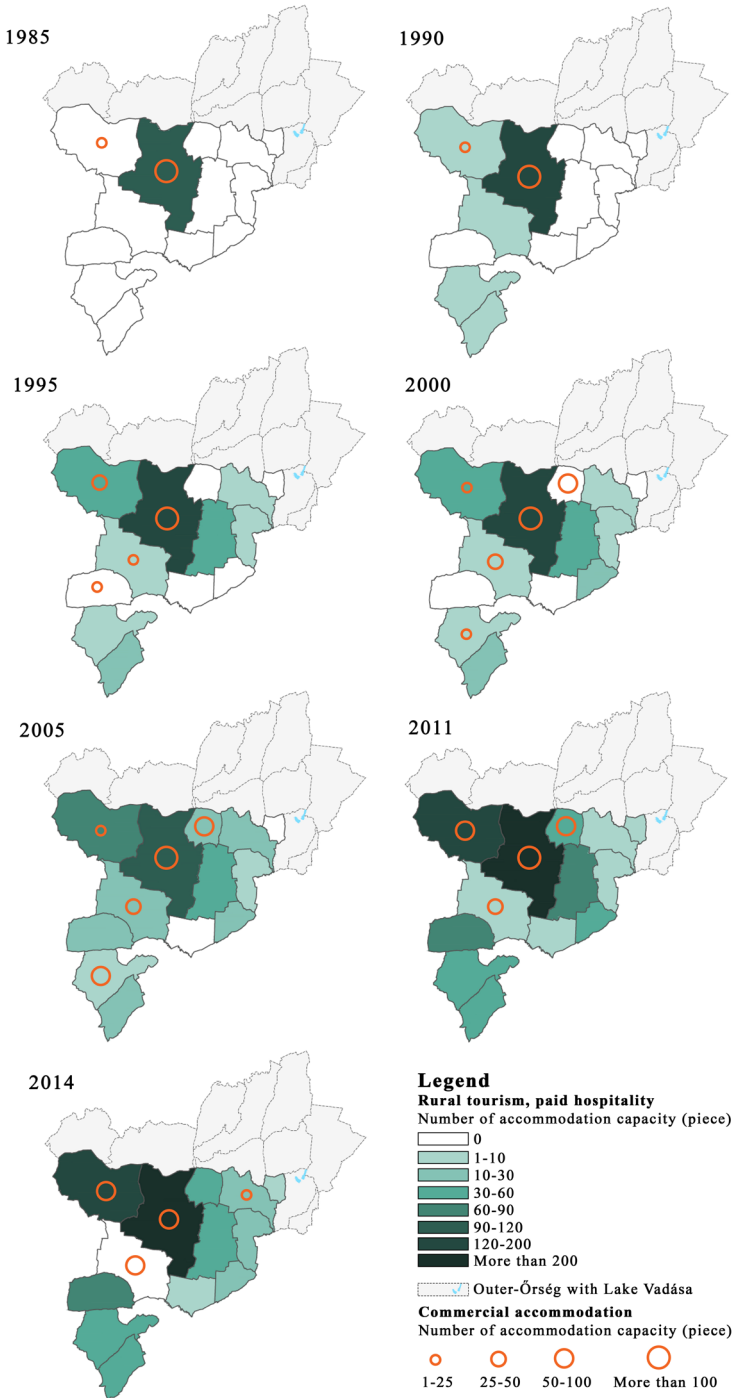 1985
1990
1995
2000
2005
2011
2014
Legend
Rural tourism, paid hospitality
Number of accommodation capacity (piece)
0
1-10
10-30
30-60
60-90
90-120
120-200
More than 200
Outer-Őrség with Lake Vadása
Commercial accommodation
Number of accommodation capacity (piece)
1-25 25-50 50-100 More than 100